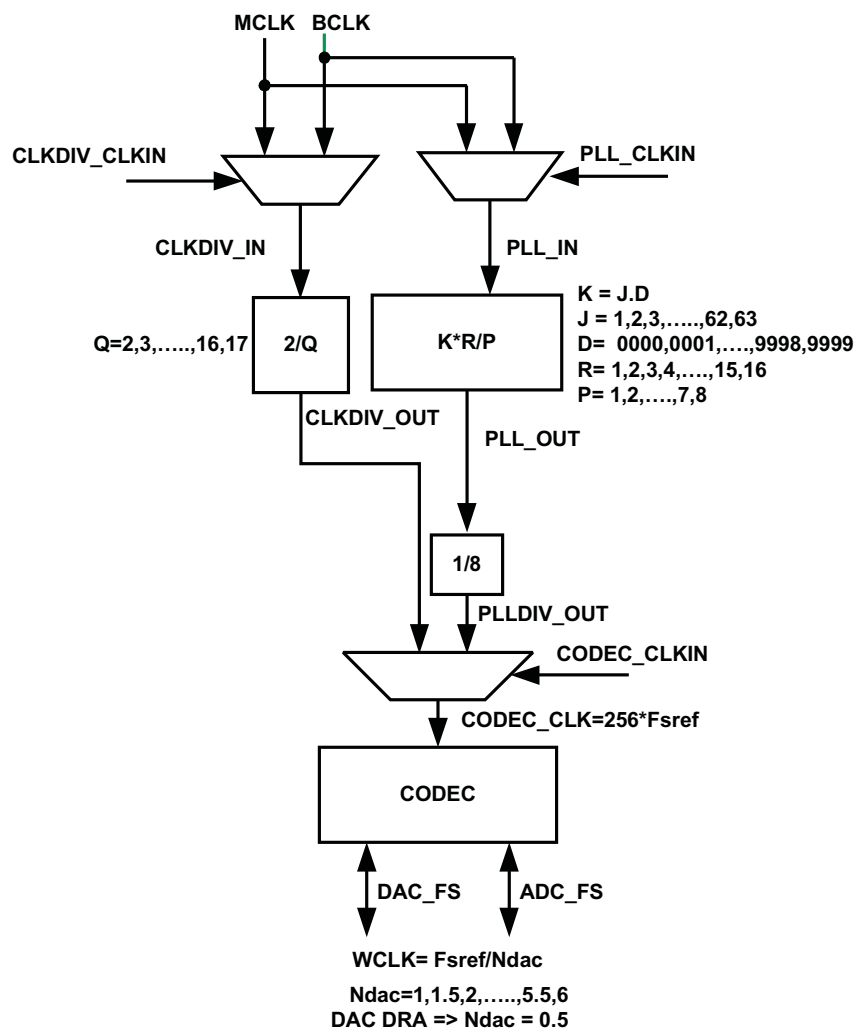 MCLK BCLK
CLKDIV_CLKIN
PLL_CLKIN
CLKDIV_IN
PLL_IN
K = J.D
J = 1,2,3,…..,62,63
D= 0000,0001,….,9998,9999
R= 1,2,3,4,….,15,16
P= 1,2,….,7,8
Q=2,3,…..,16,17
2/Q
K*R/P
CLKDIV_OUT
PLL_OUT
1/8
PLLDIV_OUT
CODEC_CLKIN
CODEC_CLK=256*Fsref
CODEC
DAC_FS
ADC_FS
WCLK= Fsref/Ndac
Ndac=1,1.5,2,…..,5.5,6
DAC DRA => Ndac = 0.5